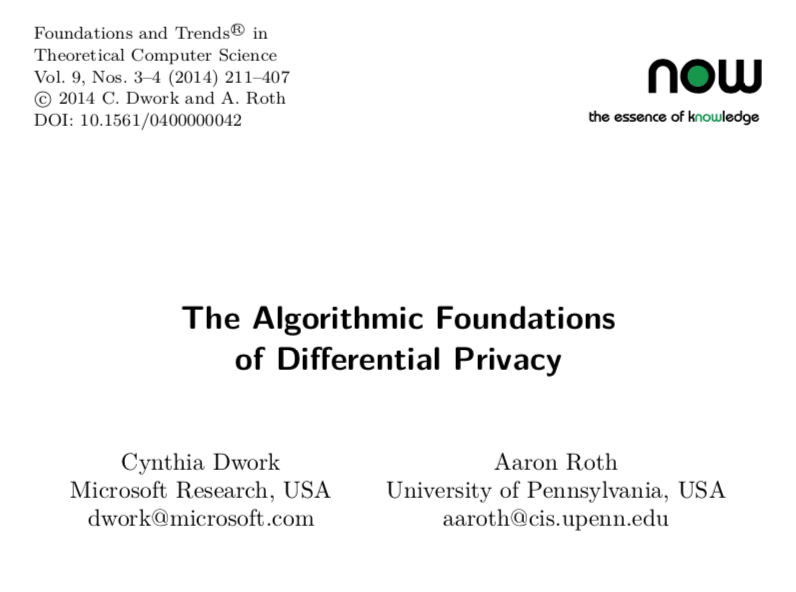 Foundations and Trends® in
Theoretical Computer Science
Vol. 9, Nos. 3–4 (2014) 211–407
© 2014 C. Dwork and A. Roth
DOI: 10.1561/0400000042
now
the essence of knowledge
The Algorithmic Foundations
of Differential Privacy
Cynthia Dwork
Microsoft Research, USA
dwork@microsoft.com
Aaron Roth
University of Pennsylvania, USA
aaroth@cis.upenn.edu